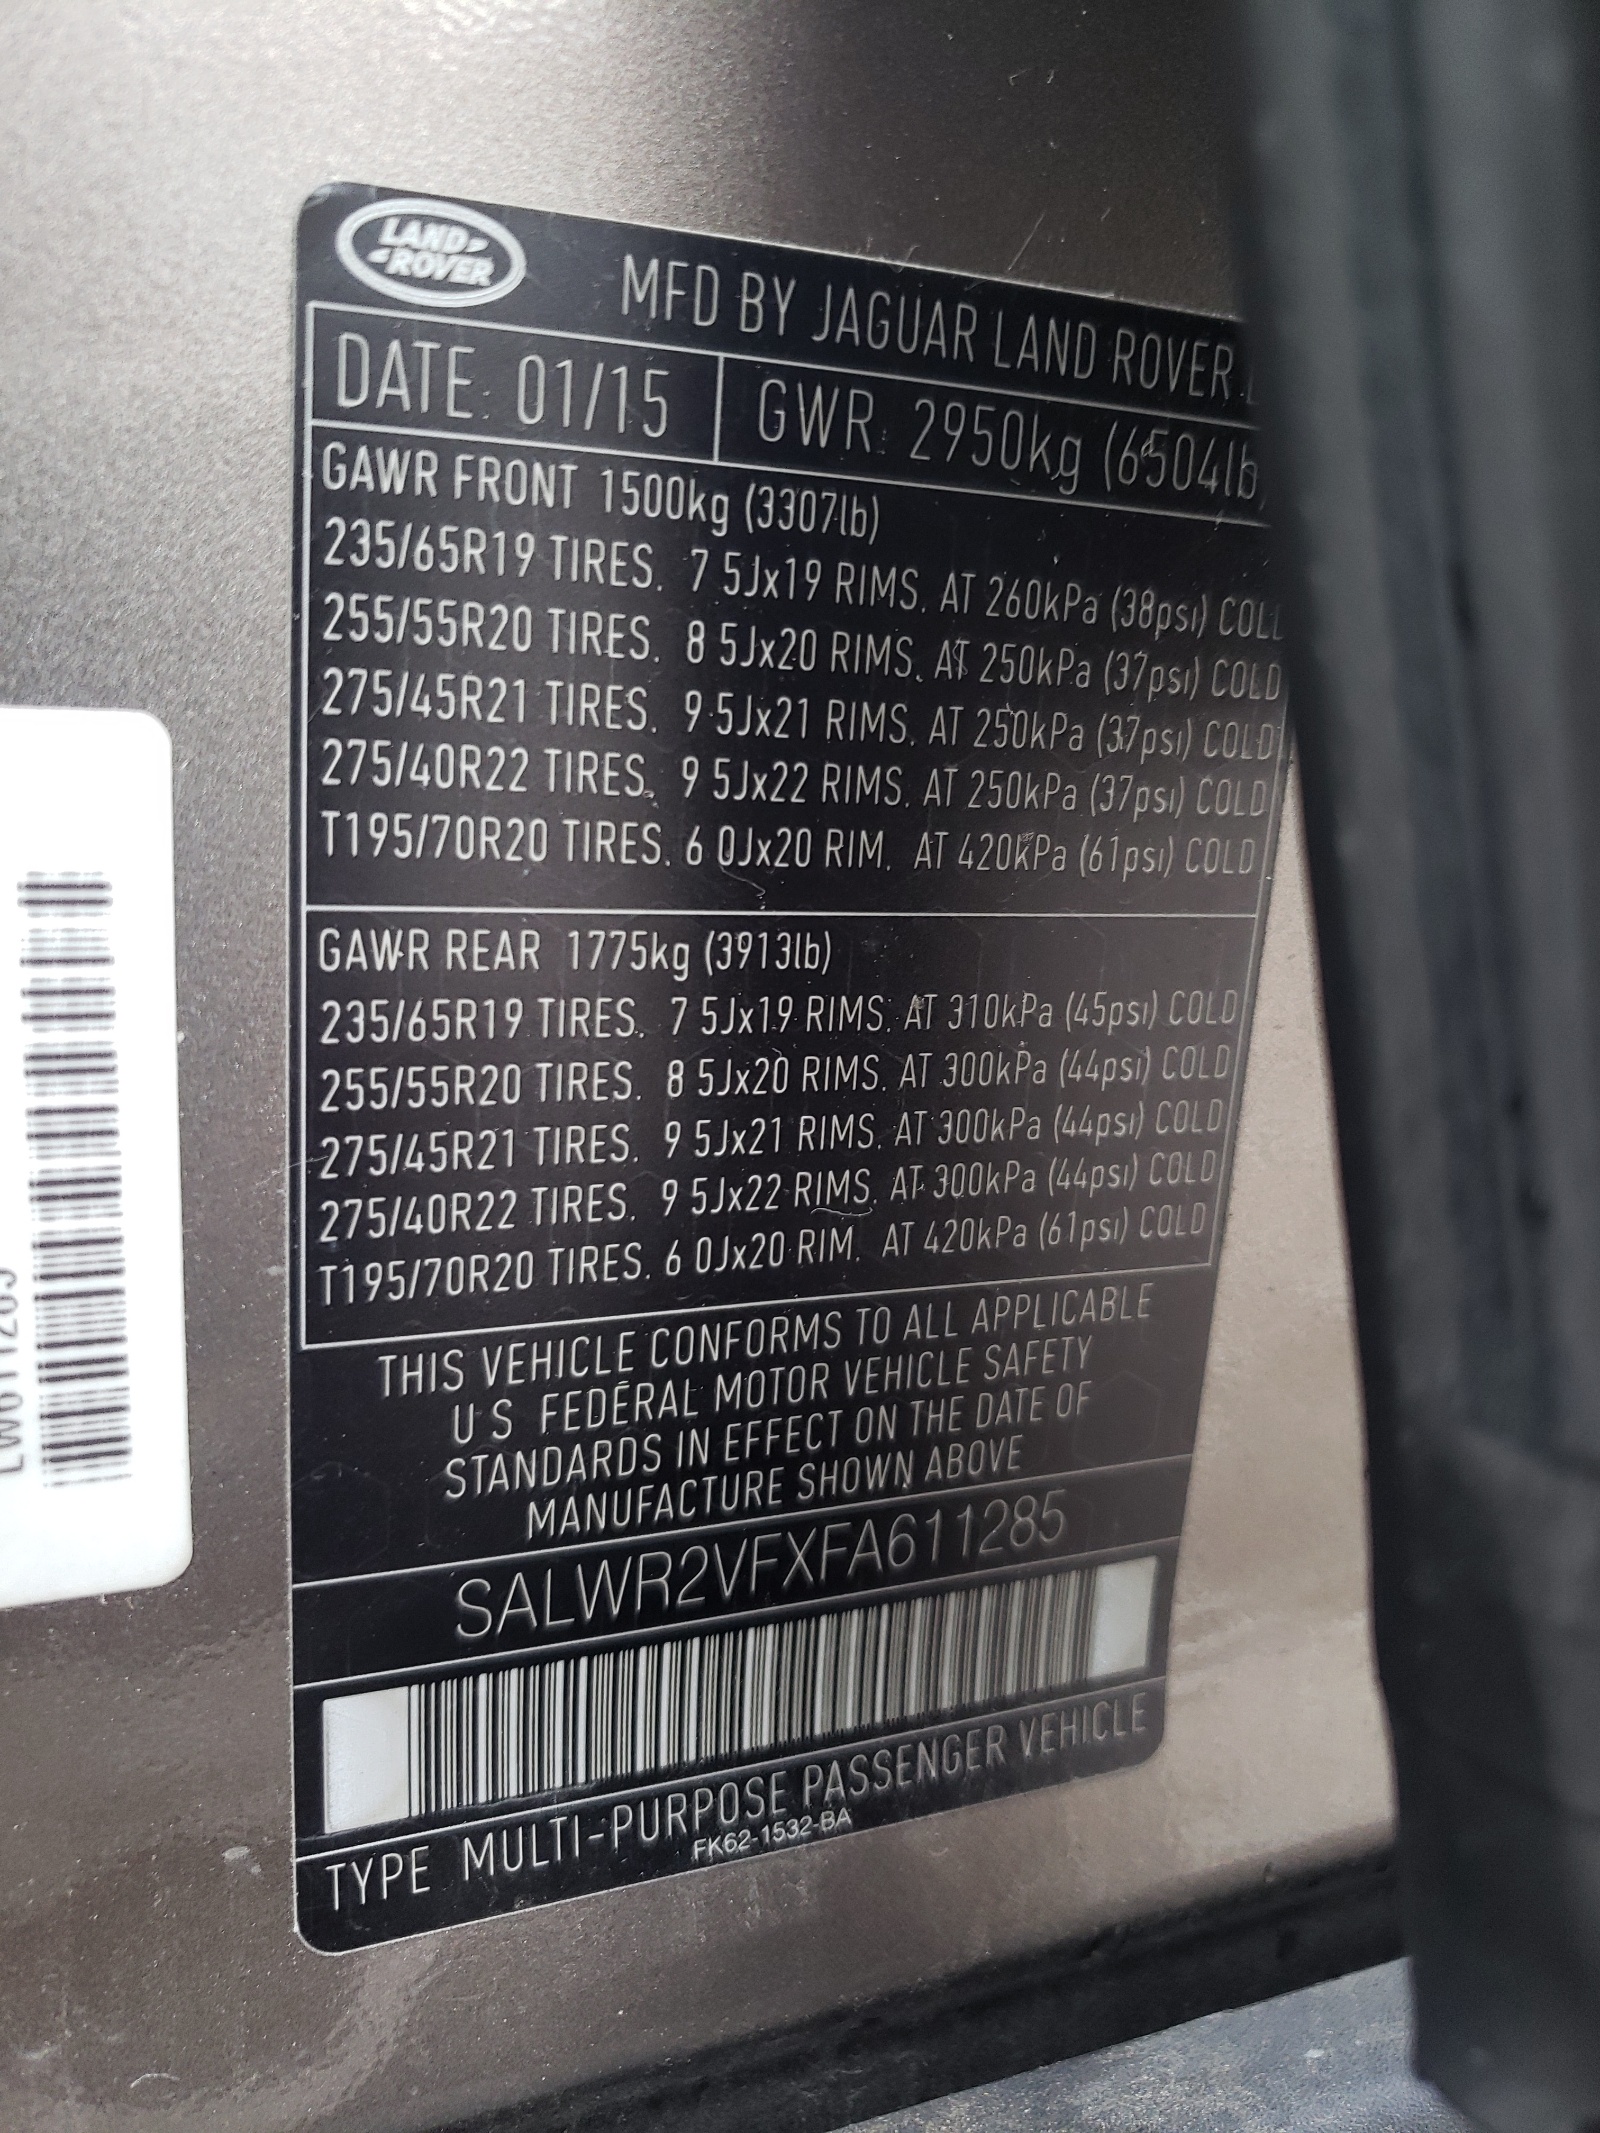 LAND ROVER
MFD BY JAGUAR LAND ROVER
DATE: 01/15 GWR: 2950kg (6504lb
GAWR FRONT 1500kg (3307lb)
235/65R19 TIRES. 7 5Jx19 RIMS. AT 260kPa (38psi) COLD
255/55R20 TIRES. 8 5Jx20 RIMS. AT 250kPa (37psi) COLD
275/45R21 TIRES. 9 5Jx21 RIMS. AT 250kPa (37psi) COLD
275/40R22 TIRES. 9 5Jx22 RIMS. AT 250kPa (37psi) COLD
T195/70R20 TIRES. 6 0Jx20 RIM. AT 420kPa (61psi) COLD
GAWR REAR 1775kg (3913lb)
235/65R19 TIRES. 7 5Jx19 RIMS. AT 310kPa (45psi) COLD
255/55R20 TIRES. 8 5Jx20 RIMS. AT 300kPa (44psi) COLD
275/45R21 TIRES. 9 5Jx21 RIMS. AT 300kPa (44psi) COLD
275/40R22 TIRES. 9 5Jx22 RIMS. AT 300kPa (44psi) COLD
T195/70R20 TIRES. 6 0Jx20 RIM. AT 420kPa (61psi) COLD
THIS VEHICLE CONFORMS TO ALL APPLICABLE
U S FEDERAL MOTOR VEHICLE SAFETY
STANDARDS IN EFFECT ON THE DATE OF
MANUFACTURE SHOWN ABOVE
SALWR2VFXFA611285
TYPE MULTI-PURPOSE PASSENGER VEHICLE
FK62-1532-BA